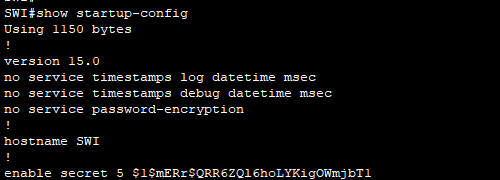 SWI#show startup-config
Using 1150 bytes
!
version 15.0
no service timestamps log datetime msec
no service timestamps debug datetime msec
no service password-encryption
!
hostname SWI
!
enable secret 5 $1$mERr$QRR6ZQl6hoLYKigOWmjbT1